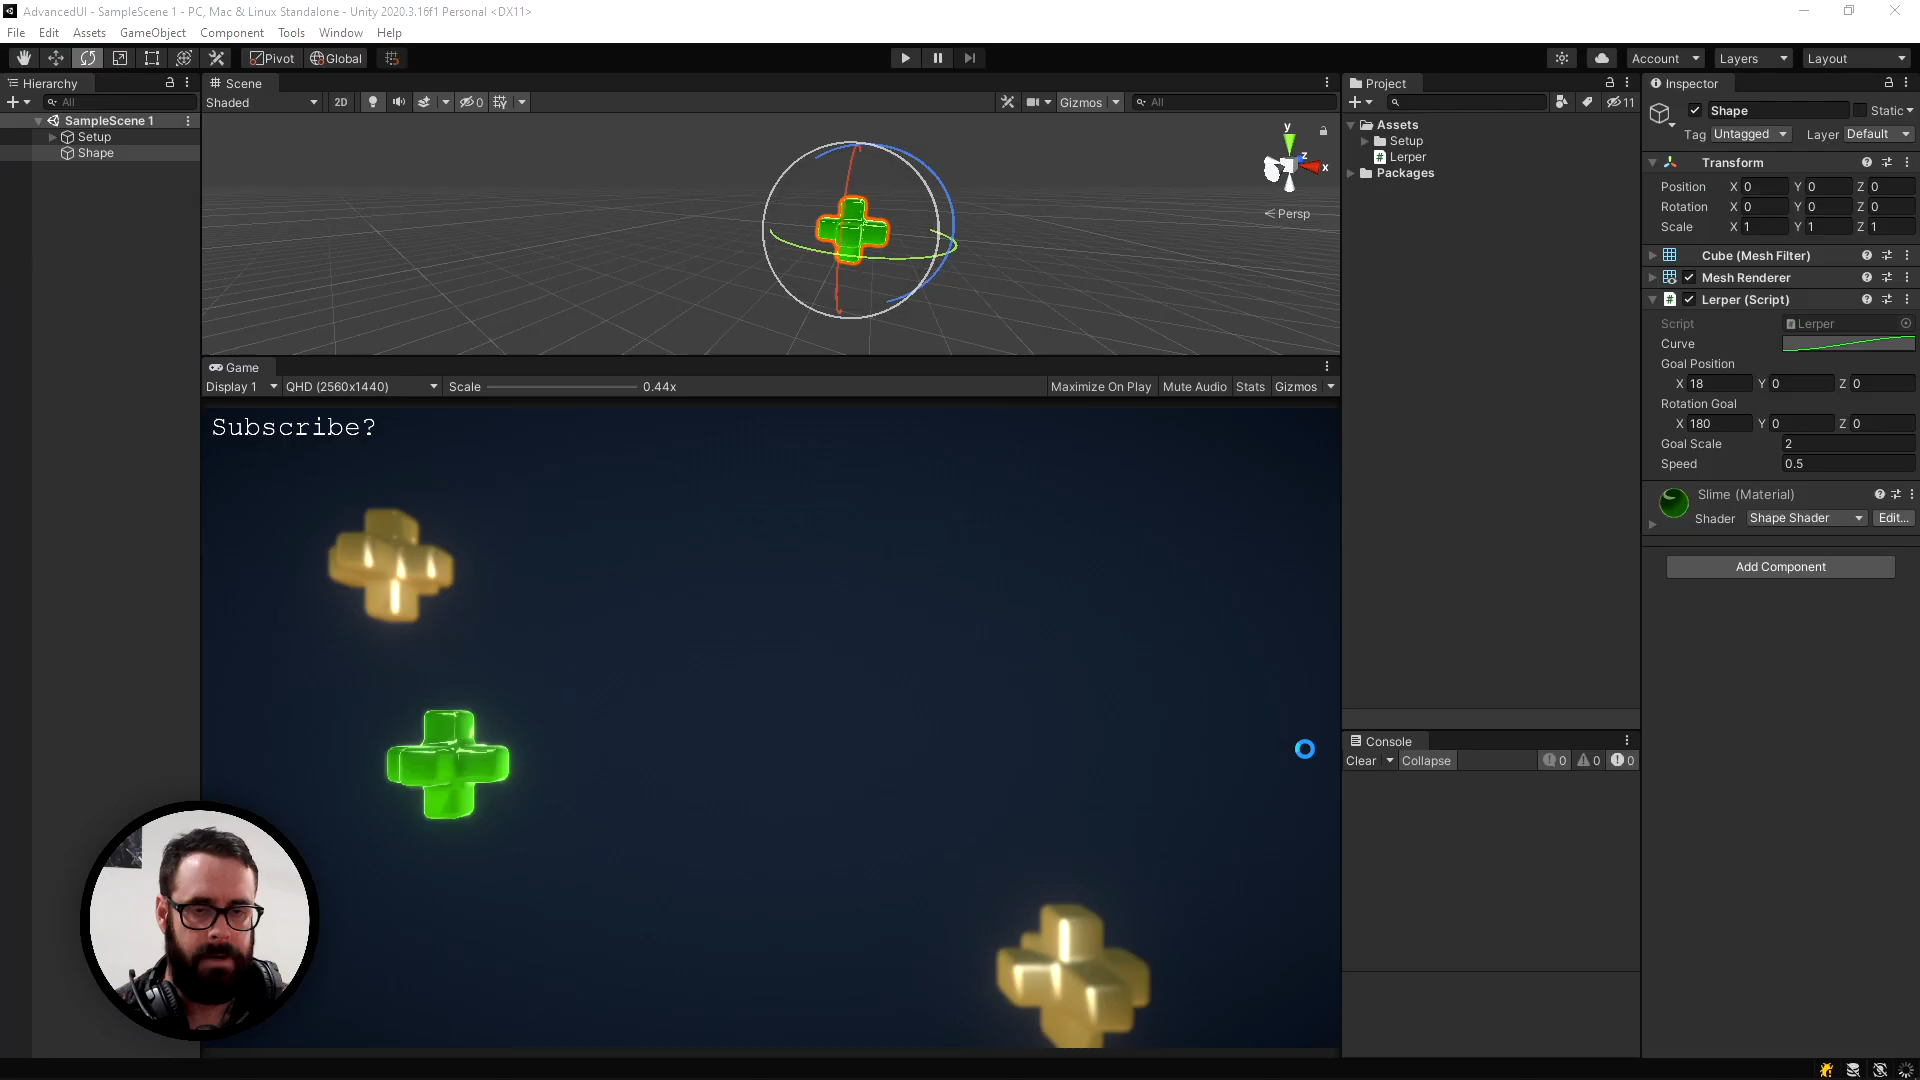 AdvancedUI - SampleScene 1 - PC, Mac & Linux Standalone - Unity 2020.3.16f1 Personal <DX11>
File Edit Assets GameObject Component Tools Window Help
Pivot Global
Account Layers Layout
Hierarchy
All
SampleScene 1
Setup
Shape
Scene
Shaded 2D 0 Gizmos All
y
z
x
Persp
Game
Display 1 QHD (2560x1440) Scale 0.44x Maximize On Play Mute Audio Stats Gizmos
Subscribe?
Project
11
Assets
Setup
Lerper
Packages
Console
Clear Collapse 0 0 0
Inspector
Shape Static
Tag Untagged Layer Default
Transform
Position X 0 Y 0 Z 0
Rotation X 0 Y 0 Z 0
Scale X 1 Y 1 Z 1
Cube (Mesh Filter)
Mesh Renderer
Lerper (Script)
Script Lerper
Curve
Goal Position
X 18 Y 0 Z 0
Rotation Goal
X 180 Y 0 Z 0
Goal Scale 2
Speed 0.5
Slime (Material)
Shader Shape Shader Edit...
Add Component